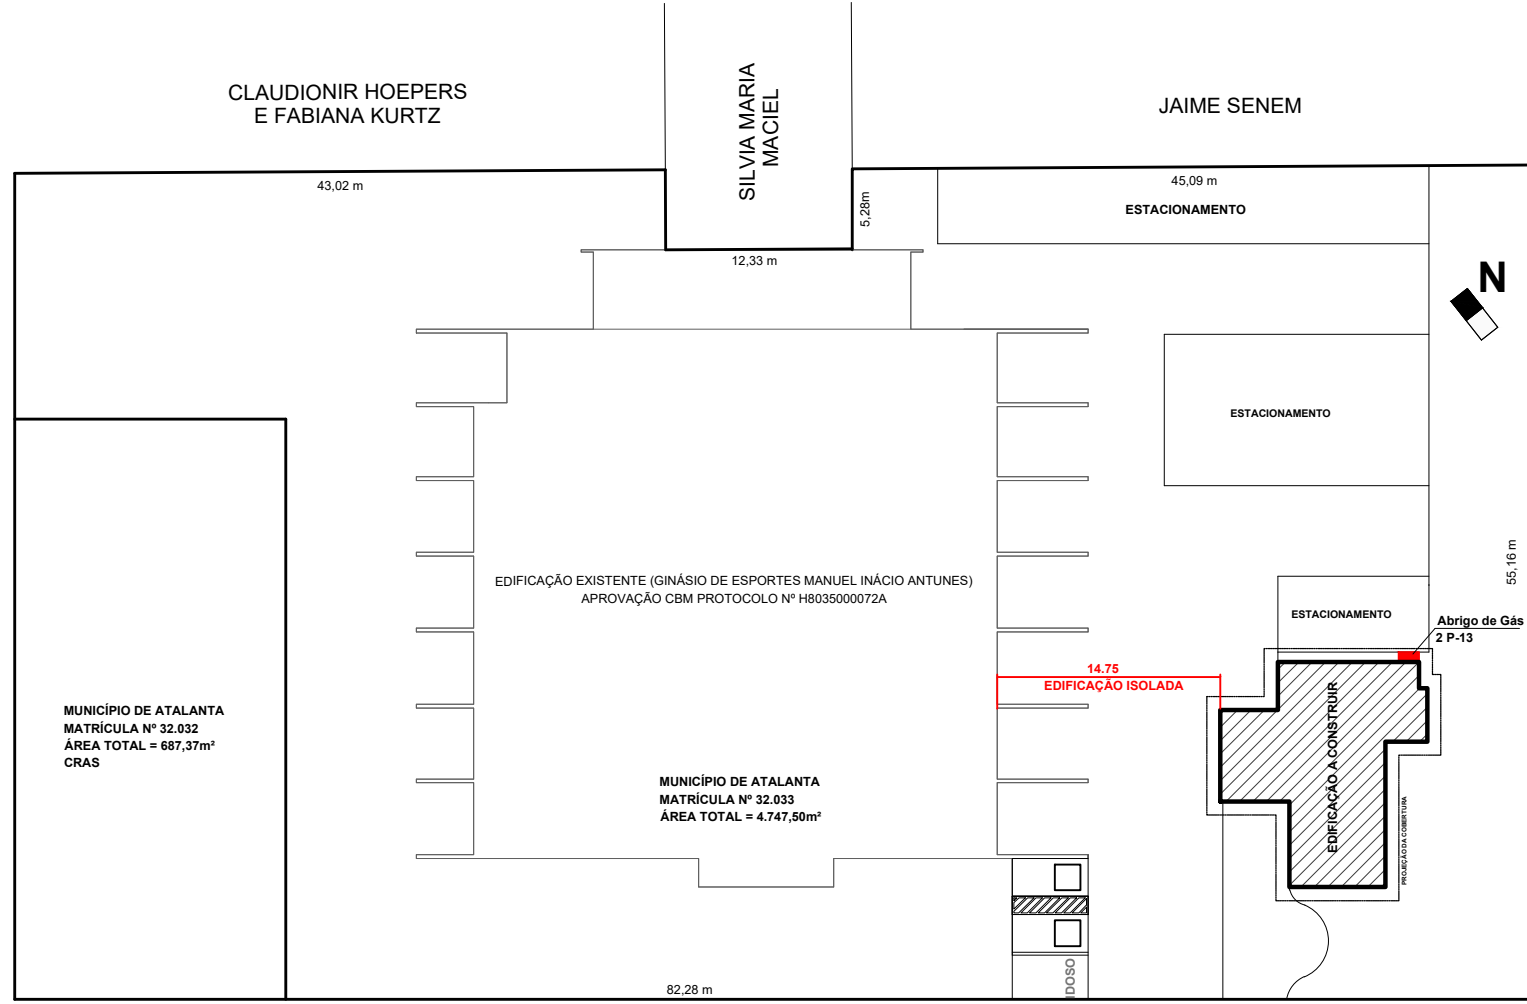 CLAUDIONIR HOEPERS
E FABIANA KURTZ
SILVIA MARIA
MACIEL
JAIME SENEM
43,02 m
5,28m
45,09 m
ESTACIONAMENTO
12,33 m
N
ESTACIONAMENTO
55,16 m
EDIFICAÇÃO EXISTENTE (GINÁSIO DE ESPORTES MANUEL INÁCIO ANTUNES)
APROVAÇÃO CBM PROTOCOLO Nº H8035000072A
ESTACIONAMENTO
Abrigo de Gás
2 P-13
14.75
EDIFICAÇÃO ISOLADA
EDIFICAÇÃO A CONSTRUIR
PROJEÇÃO DA COBERTURA
MUNICÍPIO DE ATALANTA
MATRÍCULA Nº 32.032
ÁREA TOTAL = 687,37m²
CRAS
MUNICÍPIO DE ATALANTA
MATRÍCULA Nº 32.033
ÁREA TOTAL = 4.747,50m²
IDOSO
82,28 m